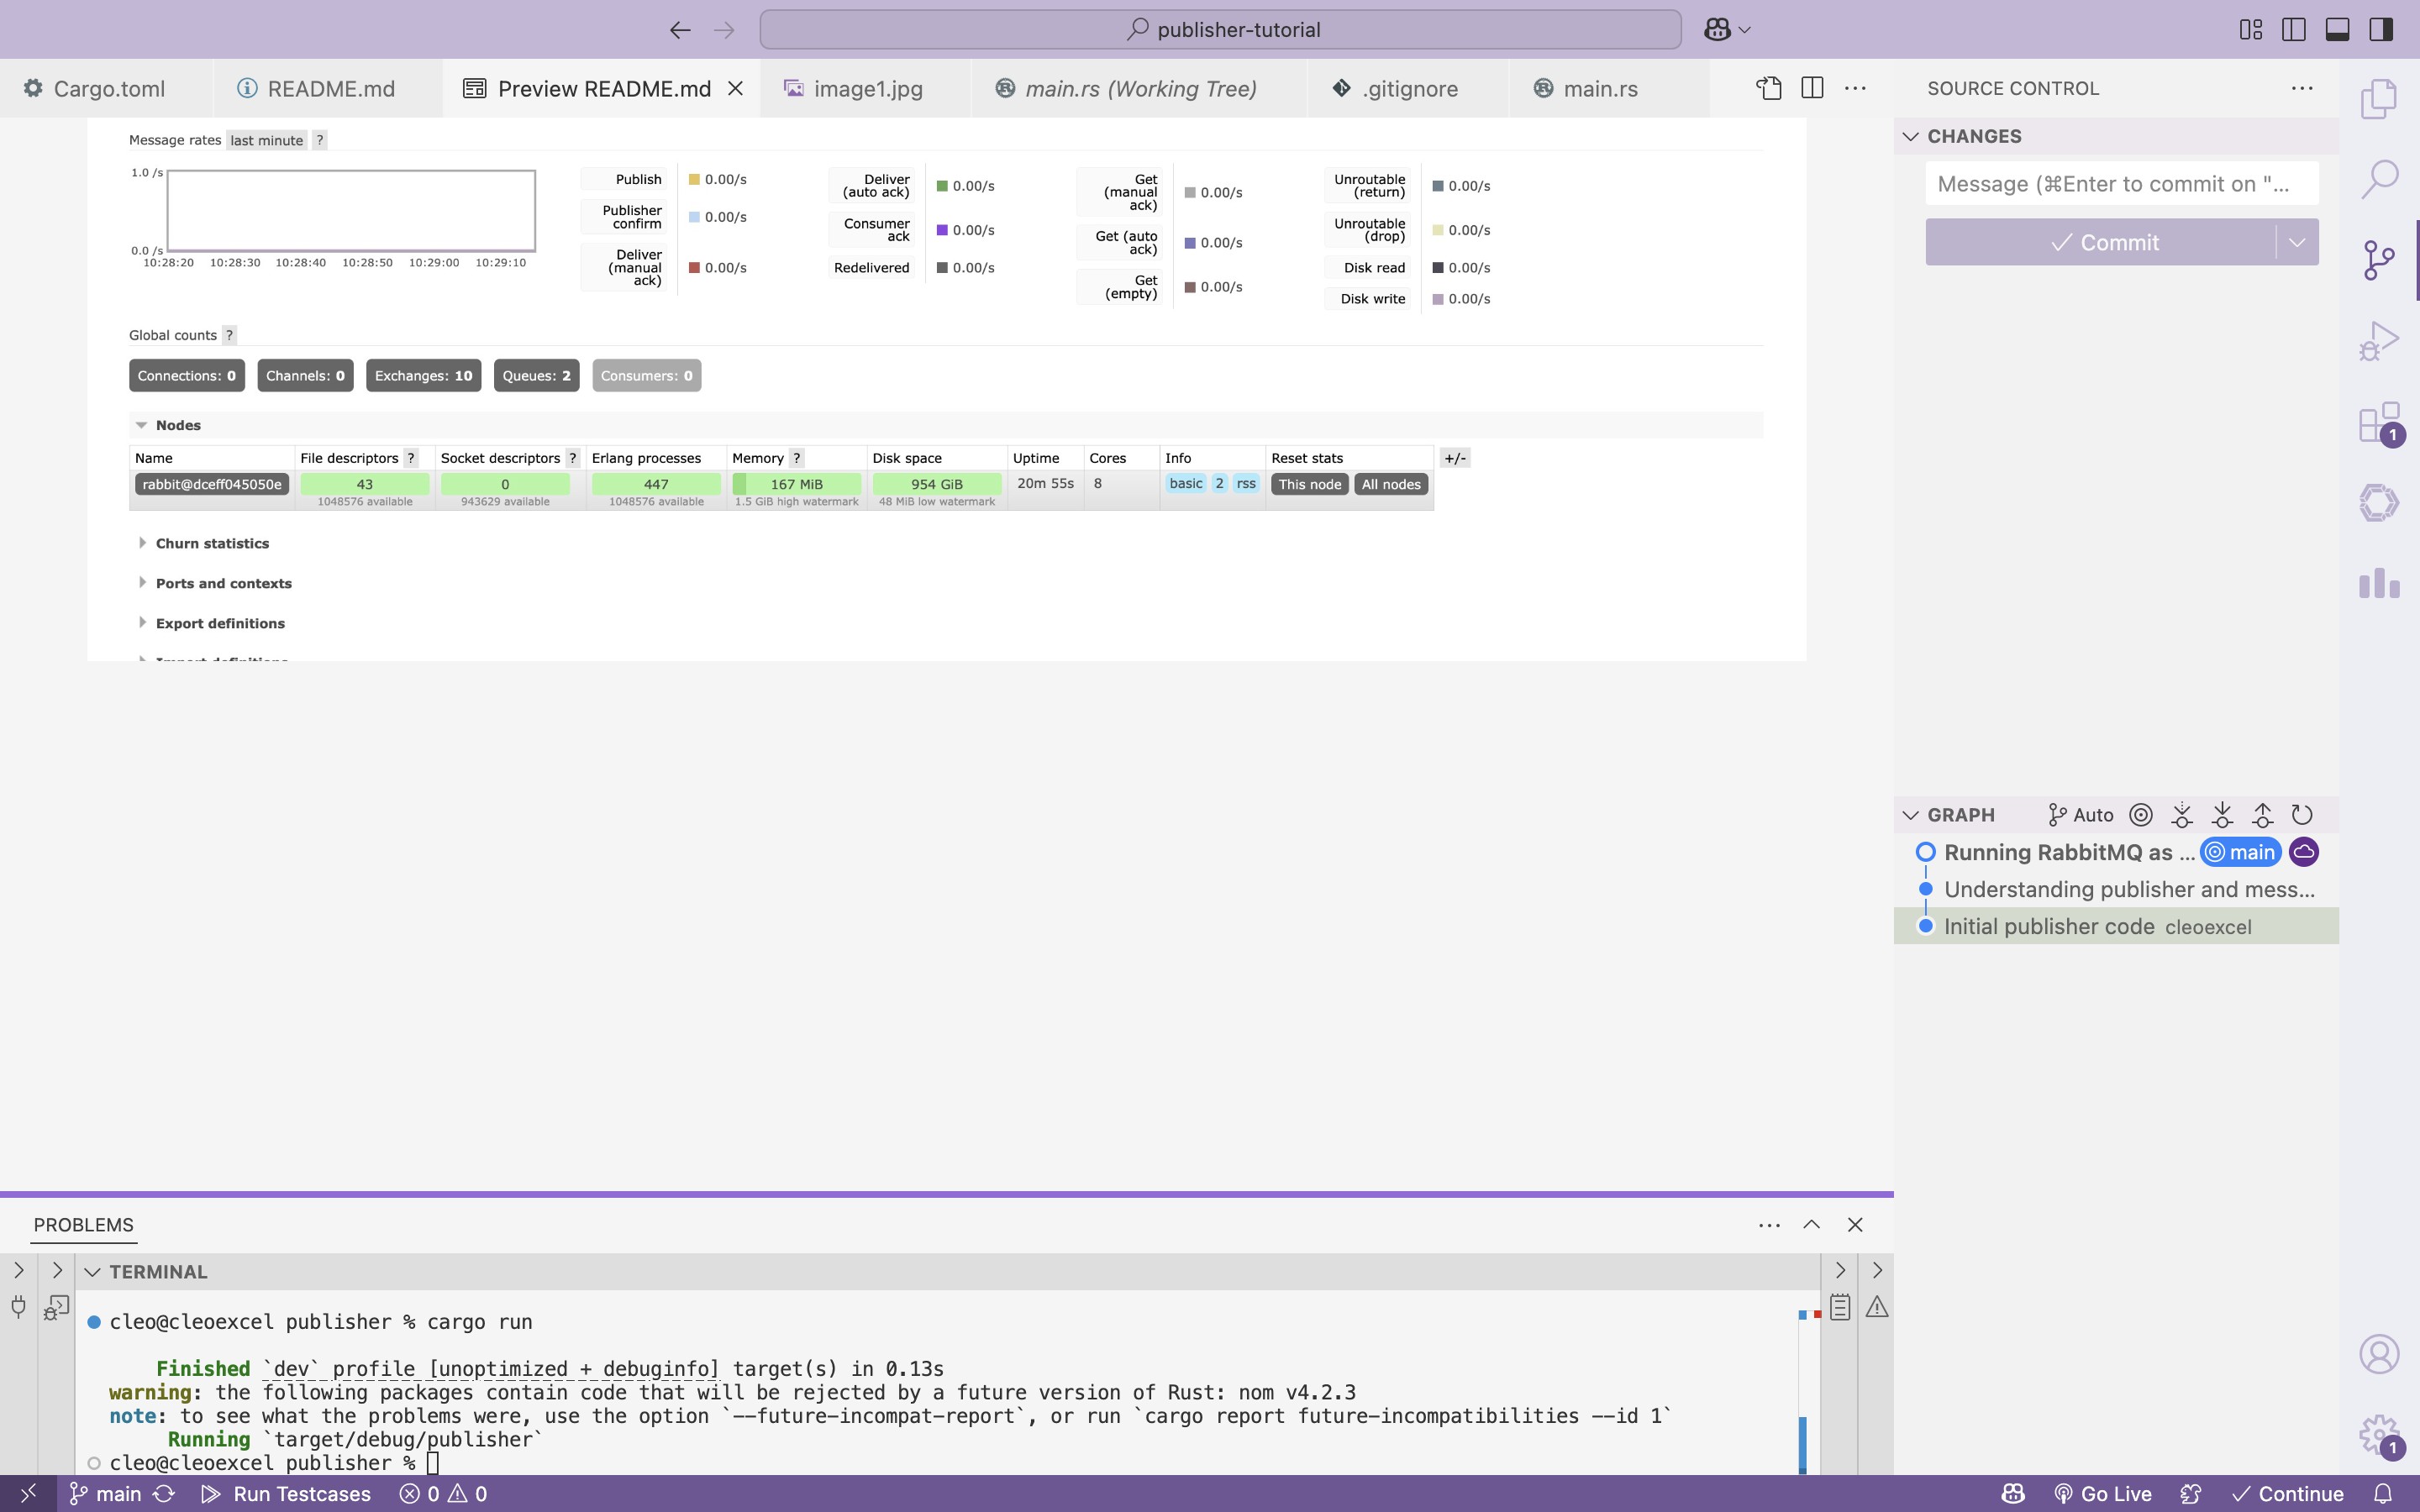 publisher-tutorial
Cargo.toml
README.md
Preview README.md
image1.jpg
main.rs (Working Tree)
.gitignore
main.rs
SOURCE CONTROL
CHANGES
Message (⌘Enter to commit on "...
Commit
Message rates last minute ?
1.0 /s
0.0 /s
10:28:20 10:28:30 10:28:40 10:28:50 10:29:00 10:29:10
Publish 0.00/s
Publisher
confirm 0.00/s
Deliver
(manual
ack) 0.00/s
Deliver
(auto ack) 0.00/s
Consumer
ack 0.00/s
Redelivered 0.00/s
Get
(manual
ack) 0.00/s
Get (auto
ack) 0.00/s
Get
(empty) 0.00/s
Unroutable
(return) 0.00/s
Unroutable
(drop) 0.00/s
Disk read 0.00/s
Disk write 0.00/s
Global counts ?
Connections: 0 Channels: 0 Exchanges: 10 Queues: 2 Consumers: 0
Nodes
Name File descriptors ? Socket descriptors ? Erlang processes Memory ? Disk space Uptime Cores Info Reset stats +/-
rabbit@dceff045050e 43 0 447 167 MiB 954 GiB 20m 55s 8 basic 2 rss This node All nodes
1048576 available 943629 available 1048576 available 1.5 GiB high watermark 48 MiB low watermark
Churn statistics
Ports and contexts
Export definitions
Import definitions
GRAPH
Auto
Running RabbitMQ as ... main
Understanding publisher and mess...
Initial publisher code cleoexcel
PROBLEMS
TERMINAL
cleo@cleoexcel publisher % cargo run
Finished `dev` profile [unoptimized + debuginfo] target(s) in 0.13s
warning: the following packages contain code that will be rejected by a future version of Rust: nom v4.2.3
note: to see what the problems were, use the option `--future-incompat-report`, or run `cargo report future-incompatibilities --id 1`
Running `target/debug/publisher`
cleo@cleoexcel publisher %
1
1
main
Run Testcases
0
0
Go Live
Continue